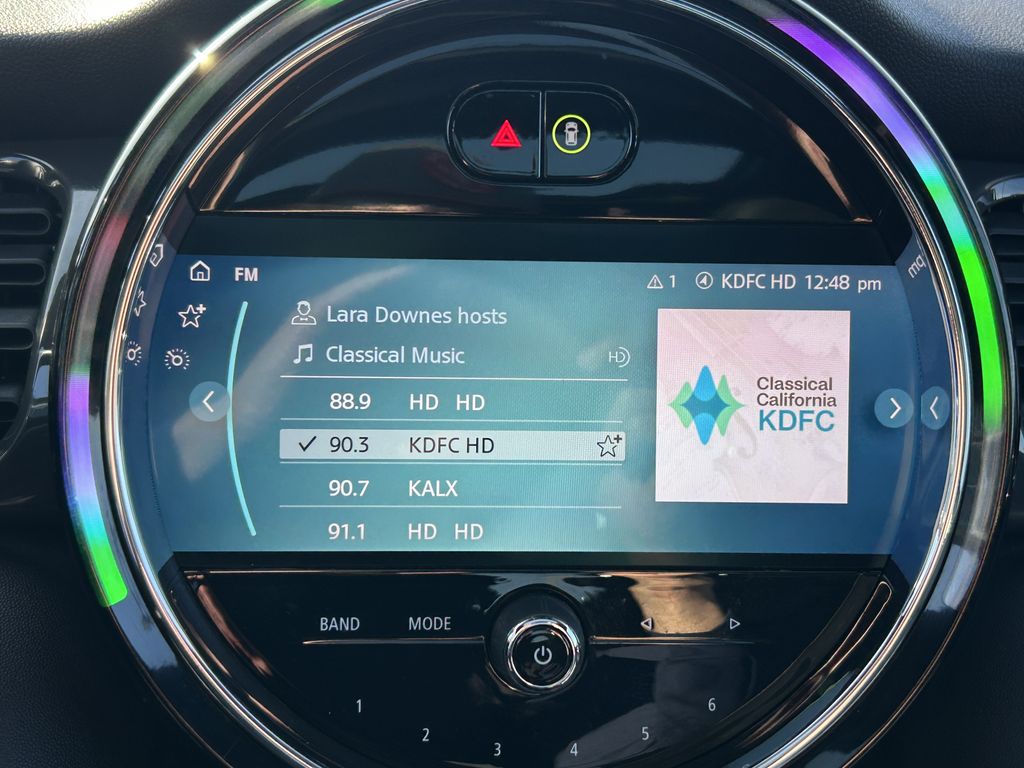 FM
1 KDFC HD 12:48 pm
pm
Lara Downes hosts
Classical Music HD
88.9 HD HD
90.3 KDFC HD
90.7 KALX
91.1 HD HD
Classical
California
KDFC
BAND MODE
1 2 3 4 5 6